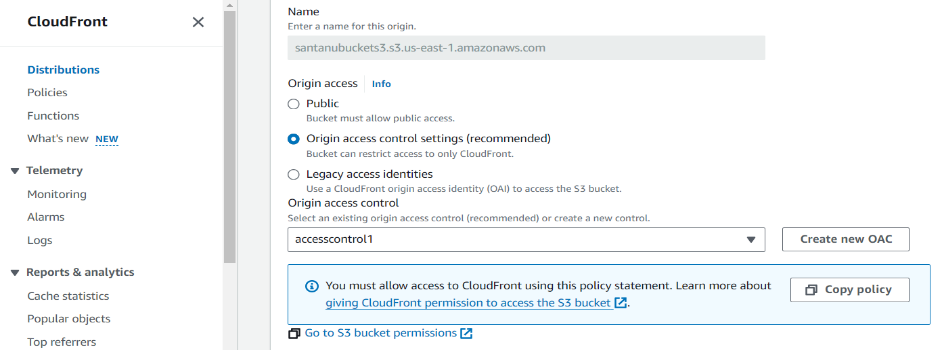 CloudFront
Distributions
Policies
Functions
What's new NEW
Telemetry
Monitoring
Alarms
Logs
Reports & analytics
Cache statistics
Popular objects
Top referrers
Name
Enter a name for this origin.
santanubuckets3.s3.us-east-1.amazonaws.com
Origin access Info
Public
Bucket must allow public access.
Origin access control settings (recommended)
Bucket can restrict access to only CloudFront.
Legacy access identities
Use a CloudFront origin access identity (OAI) to access the S3 bucket.
Origin access control
Select an existing origin access control (recommended) or create a new control.
accesscontrol1
Create new OAC
You must allow access to CloudFront using this policy statement. Learn more about
giving CloudFront permission to access the S3 bucket.
Copy policy
Go to S3 bucket permissions